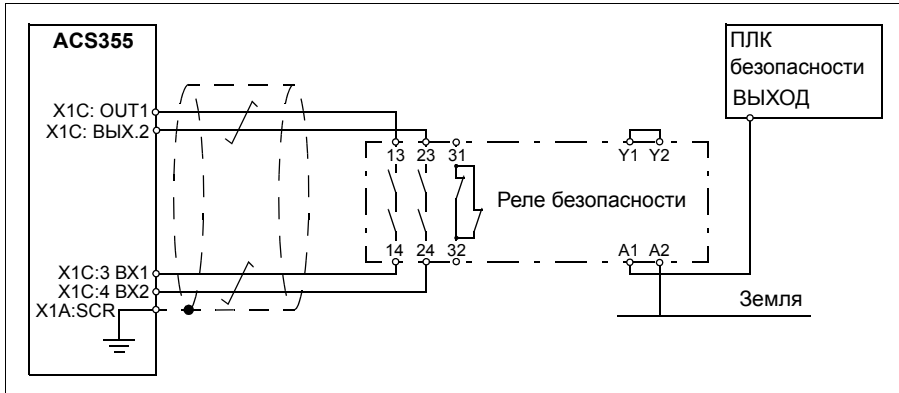 ACS355
ПЛК
безопасности
ВЫХОД
X1C: OUT1
X1C: ВЫХ.2
13 23 31
Y1 Y2
Реле безопасности
14 24 32
A1 A2
X1C:3 ВХ1
X1C:4 ВХ2
X1A:SCR
Земля